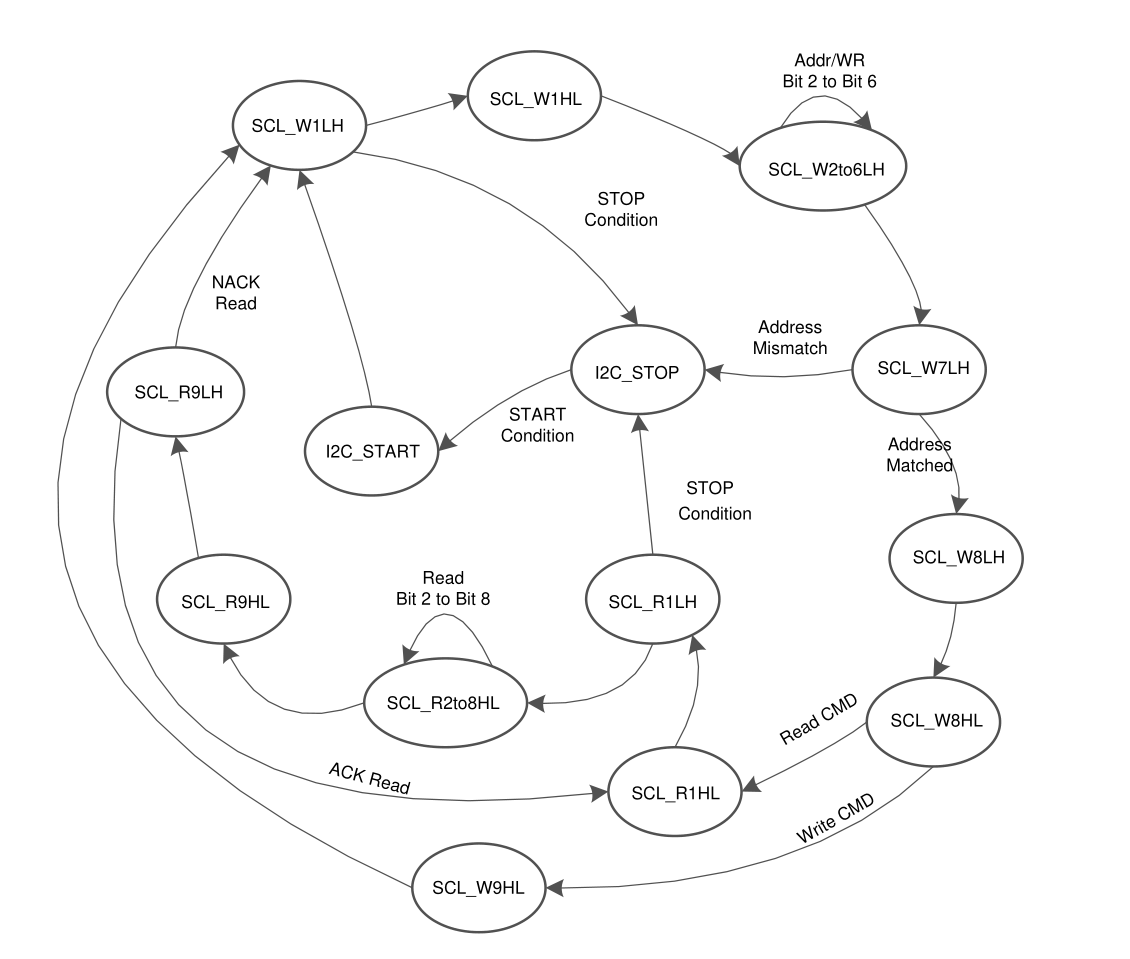 Addr/WR
Bit 2 to Bit 6
SCL_W1HL
SCL_W1LH
SCL_W2to6LH
STOP
Condition
NACK
Read
Address
Mismatch
I2C_STOP
SCL_W7LH
SCL_R9LH
START
Condition
I2C_START
Address
Matched
STOP
Condition
SCL_W8LH
Read
Bit 2 to Bit 8
SCL_R9HL
SCL_R1LH
SCL_R2to8HL
Read CMD
SCL_W8HL
ACK Read
SCL_R1HL
Write CMD
SCL_W9HL